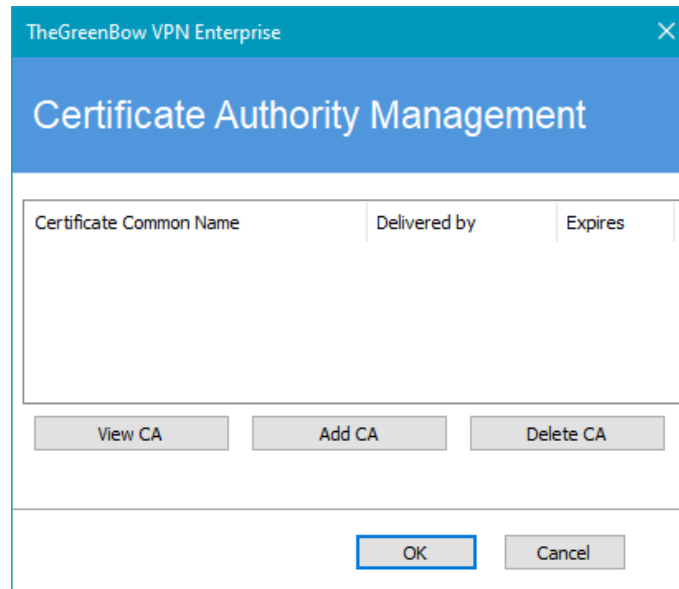 TheGreenBow VPN Enterprise
Certificate Authority Management
Certificate Common Name Delivered by Expires
View CA Add CA Delete CA
OK Cancel